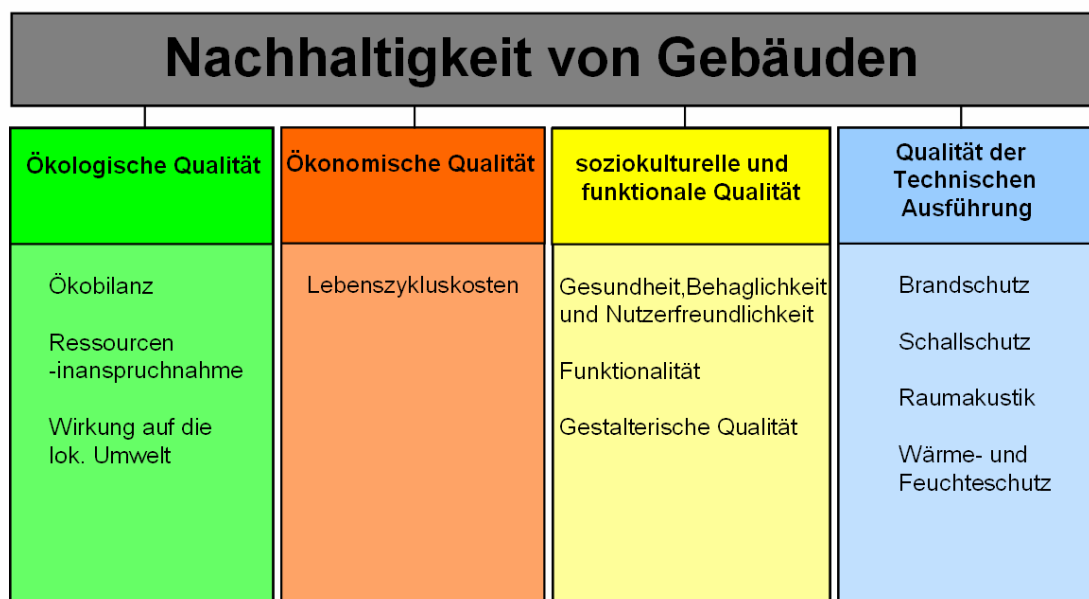 Nachhaltigkeit von Gebäuden
Ökologische Qualität
Ökobilanz
Ressourcen
-inanspruchnahme
Wirkung auf die
lok. Umwelt
Ökonomische Qualität
Lebenszykluskosten
soziokulturelle und
funktionale Qualität
Gesundheit,Behaglichkeit
und Nutzerfreundlichkeit
Funktionalität
Gestalterische Qualität
Qualität der
Technischen
Ausführung
Brandschutz
Schallschutz
Raumakustik
Wärme- und
Feuchteschutz